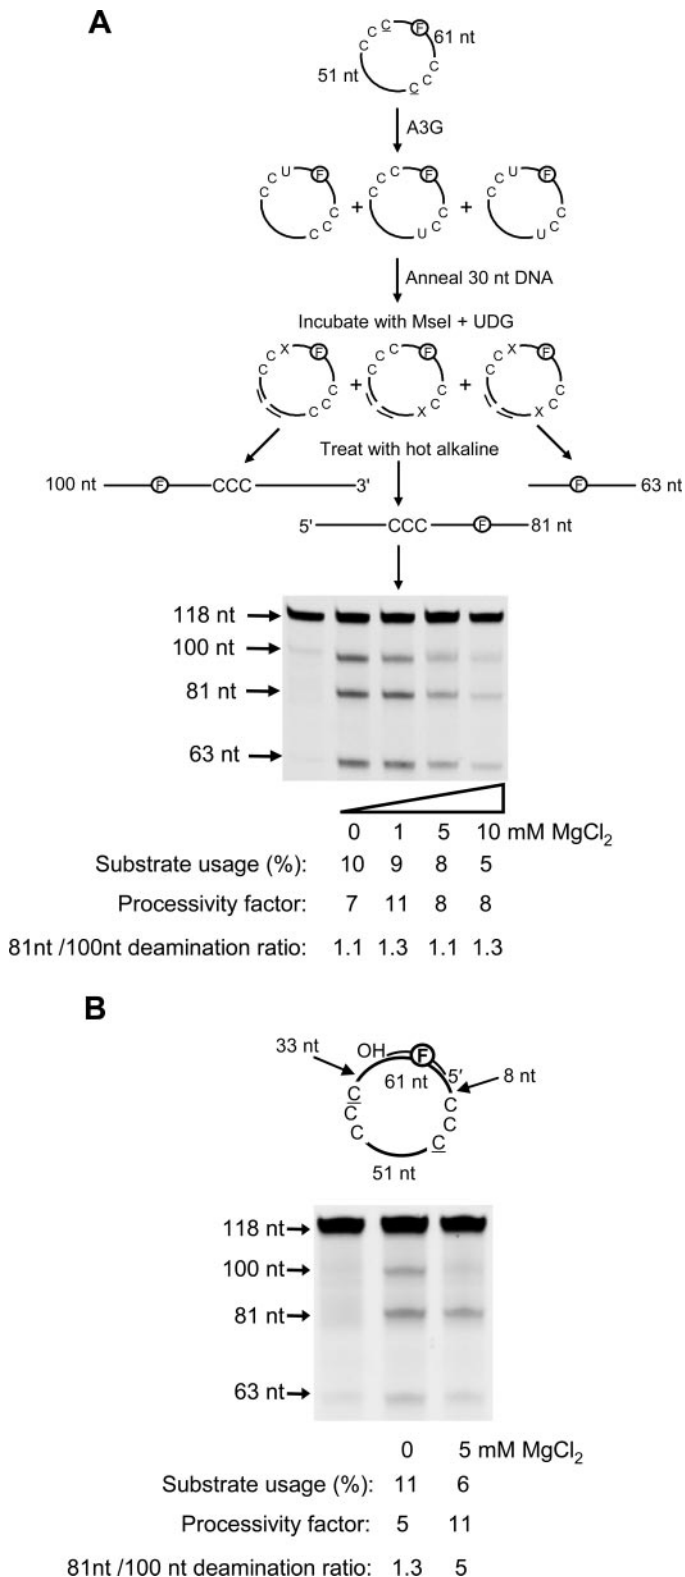 A
C C C F 61 nt
51 nt C C C
A3G
C C U F C C C + C C C F C C U + C C U F C C U
Anneal 30 nt DNA
Incubate with MseI + UDG
C C X F C C C + C C C F C C X + C C X F C C X
Treat with hot alkaline
100 nt F CCC 3' F 63 nt
5' CCC F 81 nt
118 nt
100 nt
81 nt
63 nt
0 1 5 10 mM MgCl2
Substrate usage (%): 10 9 8 5
Processivity factor: 7 11 8 8
81nt /100nt deamination ratio: 1.1 1.3 1.1 1.3
B
33 nt OH F 5' 8 nt
61 nt
C C C C C C
51 nt
118 nt
100 nt
81 nt
63 nt
0 5 mM MgCl2
Substrate usage (%): 11 6
Processivity factor: 5 11
81nt /100 nt deamination ratio: 1.3 5